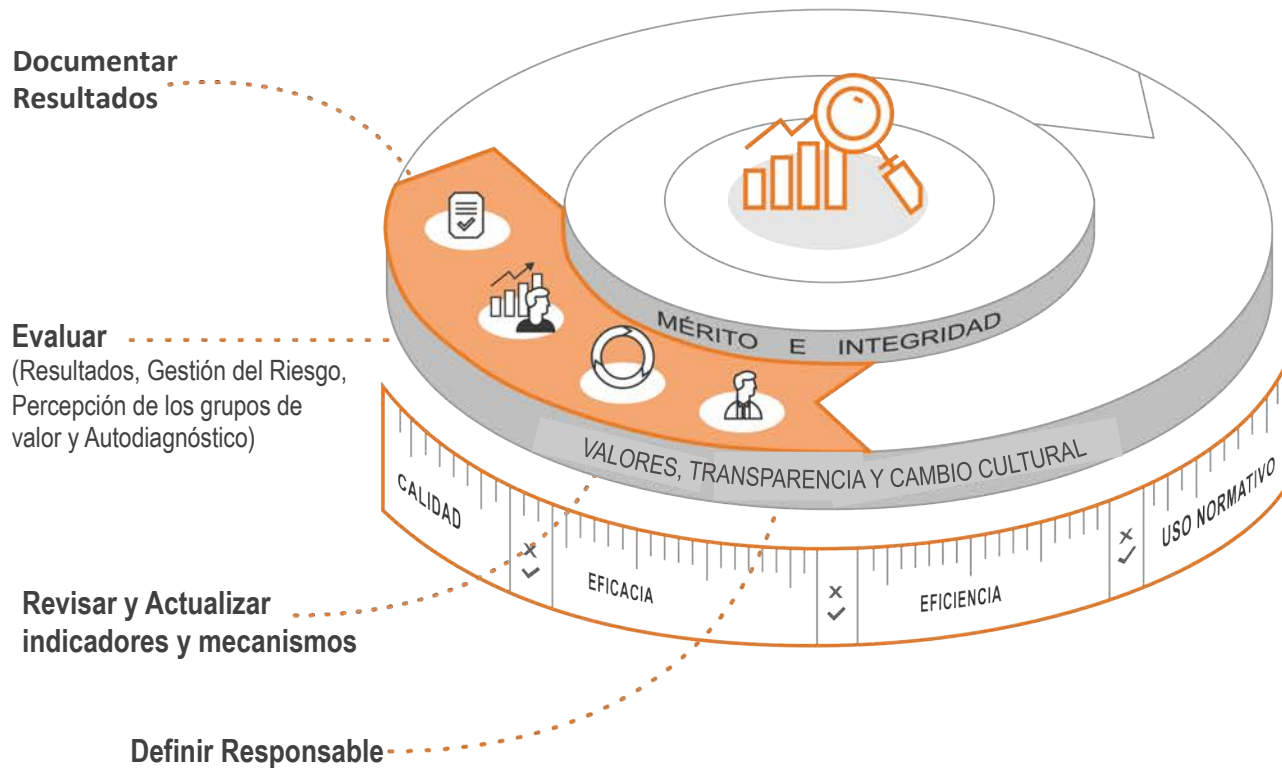 Documentar
Resultados
Evaluar
(Resultados, Gestión del Riesgo,
Percepción de los grupos de
valor y Autodiagnóstico)
Revisar y Actualizar
indicadores y mecanismos
Definir Responsable
MÉRITO E INTEGRIDAD
VALORES, TRANSPARENCIA Y CAMBIO CULTURAL
CALIDAD
EFICACIA
EFICIENCIA
USO NORMATIVO